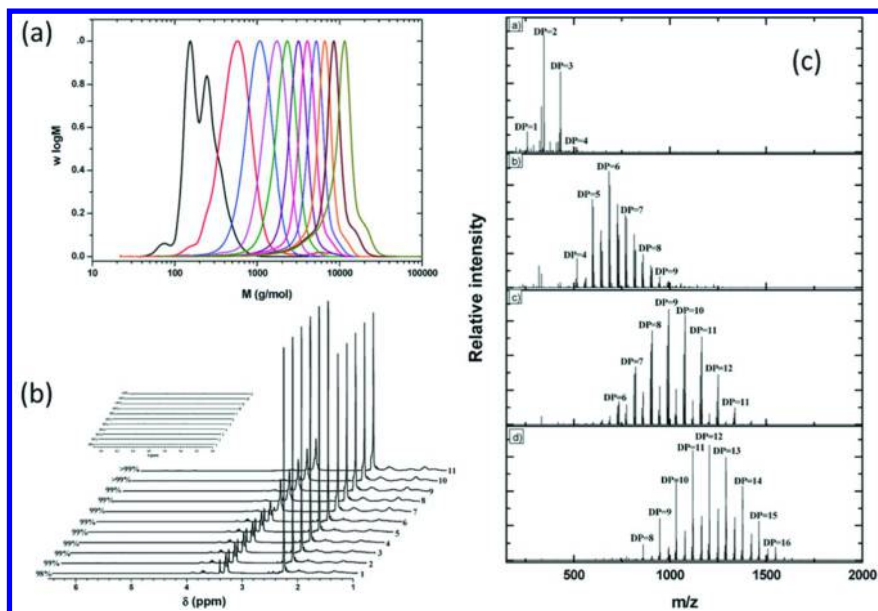 (a)
.0
0.8
0.6
0.4
0.2
0.0
w logM
10 100 1000 10000 100000
M (g/mol)
(b)
>99% 11
>99% 10
99% 9
99% 8
99% 7
99% 6
99% 5
99% 4
99% 3
99% 2
98% 1
6 4 2 1
δ (ppm)
(c)
Relative intensity
a)
DP=1
DP=2
DP=3
DP=4
b)
DP=4
DP=5
DP=6
DP=7
DP=8
DP=9
c)
DP=6
DP=7
DP=8
DP=9
DP=10
DP=11
DP=12
DP=11
d)
DP=8
DP=9
DP=10
DP=11
DP=12
DP=13
DP=14
DP=15
DP=16
500 1000 1500 2000
m/z